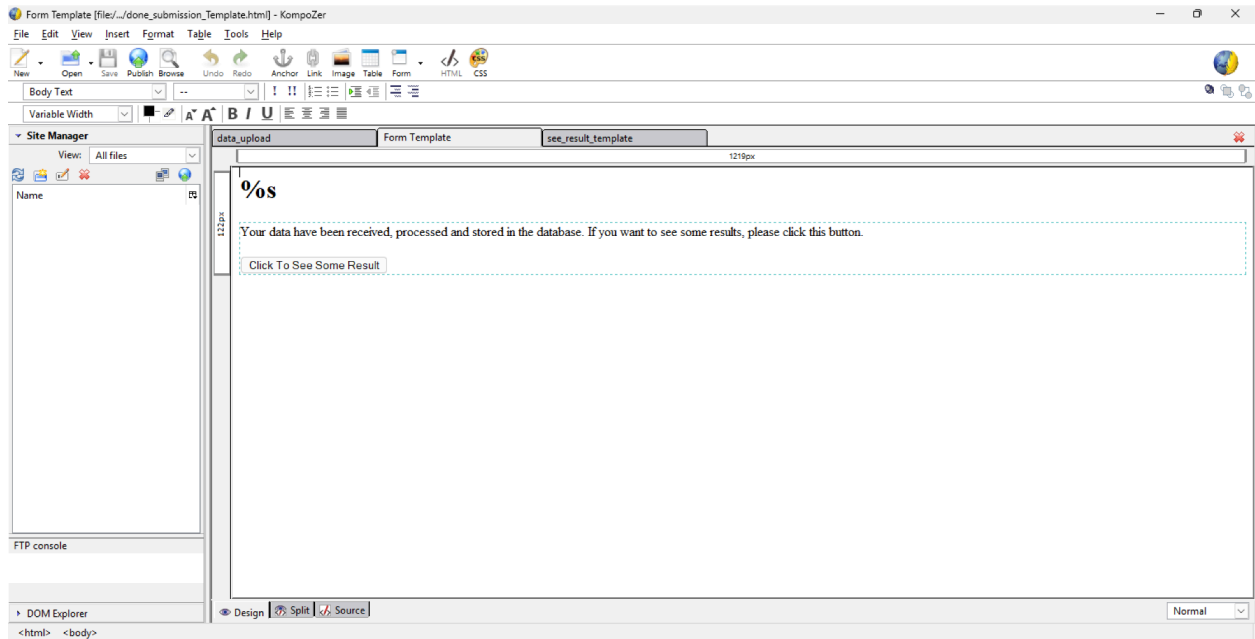 Form Template [file:/.../done_submission_Template.html] - KompoZer
File Edit View Insert Format Table Tools Help
New Open Save Publish Browse Undo Redo Anchor Link Image Table Form HTML CSS
Body Text -- ! !!
Variable Width A A B I U
Site Manager data_upload Form Template see_result_template
View: All files 1219px
Name
%s
122px
Your data have been received, processed and stored in the database. If you want to see some results, please click this button.
Click To See Some Result
FTP console
DOM Explorer Design Split Source Normal
<html> <body>